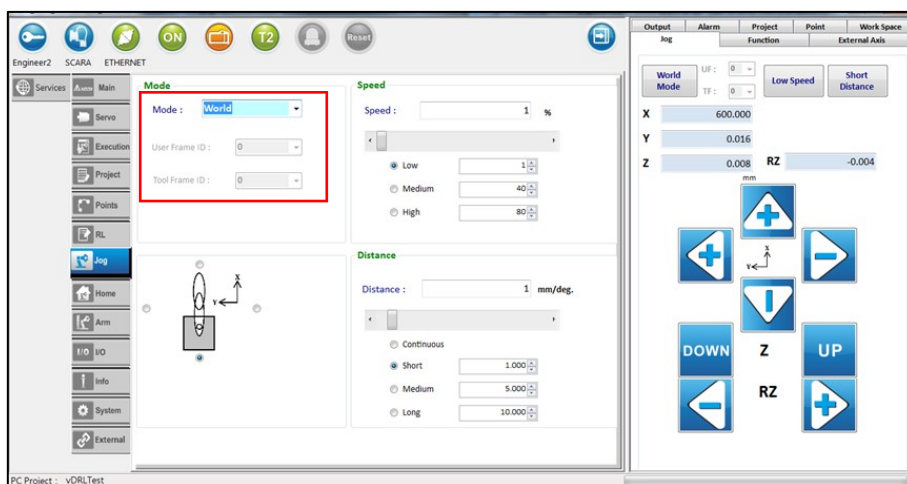 ON
T2
Reset
Engineer2 SCARA ETHERNET
Output Alarm Project Point Work Space
Jog Function External Axis
Services
Main
Servo
Execution
Project
Points
RL
Jog
Home
Arm
I/O I/O
Info
System
External
Mode
Mode : World
User Frame ID : 0
Tool Frame ID : 0
X
Y
Speed
Speed : 1 %
Low 1
Medium 40
High 80
Distance
Distance : 1 mm/deg.
Continuous
Short 1.000
Medium 5.000
Long 10.000
World Mode
UF : 0
TF : 0
Low Speed
Short Distance
X 600.000
Y 0.016
Z 0.008 RZ -0.004
mm
X
Y
DOWN Z UP
RZ
PC Project : vDRLTest